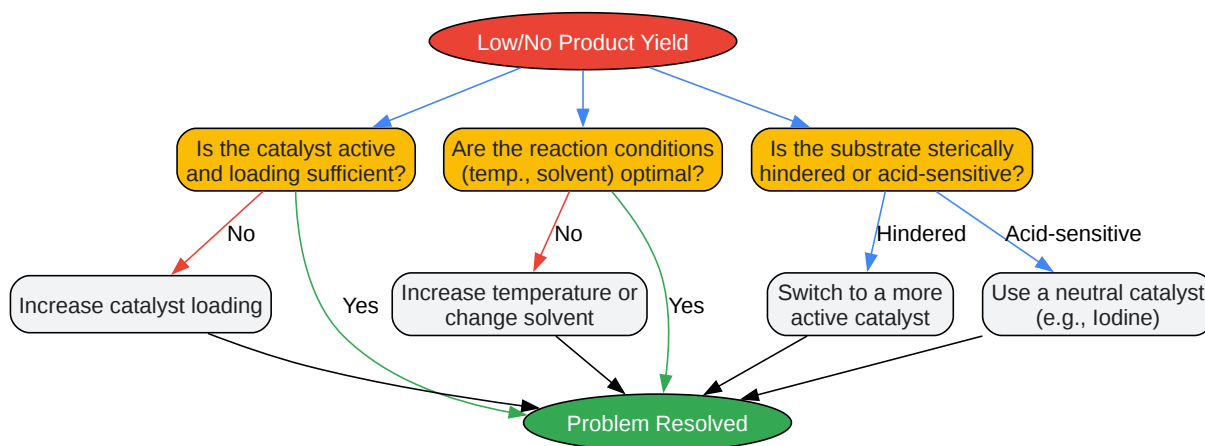 Low/No Product Yield
Is the catalyst active
and loading sufficient?
Are the reaction conditions
(temp., solvent) optimal?
Is the substrate sterically
hindered or acid-sensitive?
No
No
Hindered
Acid-sensitive
Increase catalyst loading
Yes
Increase temperature or
change solvent
Yes
Switch to a more
active catalyst
Use a neutral catalyst
(e.g., Iodine)
Problem Resolved